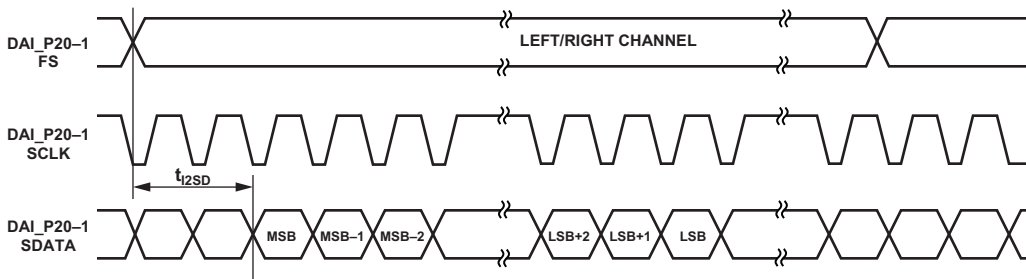 DAI_P20–1
FS
LEFT/RIGHT CHANNEL
DAI_P20–1
SCLK
tI2SD
DAI_P20–1
SDATA
MSB
MSB–1
MSB–2
LSB+2
LSB+1
LSB